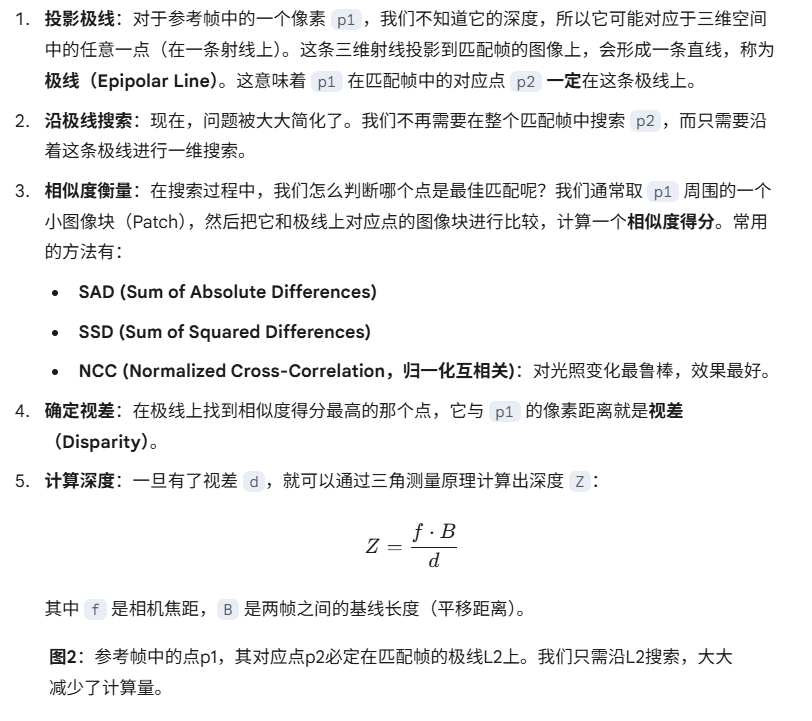 1. 投影极线：对于参考帧中的一个像素 p1，我们不知道它的深度，所以它可能对应于三维空间
中的任意一点（在一条射线上）。这条三维射线投影到匹配帧的图像上，会形成一条直线，称为
极线（Epipolar Line）。这意味着 p1 在匹配帧中的对应点 p2 一定在这条极线上。
2. 沿极线搜索：现在，问题被大大简化了。我们不再需要在整个匹配帧中搜索 p2，而只需要沿
着这条极线进行一维搜索。
3. 相似度衡量：在搜索过程中，我们怎么判断哪个点是最佳匹配呢？我们通常取 p1 周围的一个
小图像块（Patch），然后把它和极线上对应点的图像块进行比较，计算一个相似度得分。常用
的方法有：
• SAD (Sum of Absolute Differences)
• SSD (Sum of Squared Differences)
• NCC (Normalized Cross-Correlation，归一化互相关)：对光照变化最鲁棒，效果最好。
4. 确定视差：在极线上找到相似度得分最高的那个点，它与 p1 的像素距离就是视差
（Disparity）。
5. 计算深度：一旦有了视差 d，就可以通过三角测量原理计算出深度 Z：
Z = f · B / d
其中 f 是相机焦距，B 是两帧之间的基线长度（平移距离）。
图2：参考帧中的点p1，其对应点p2必定在匹配帧的极线L2上。我们只需沿L2搜索，大大
减少了计算量。